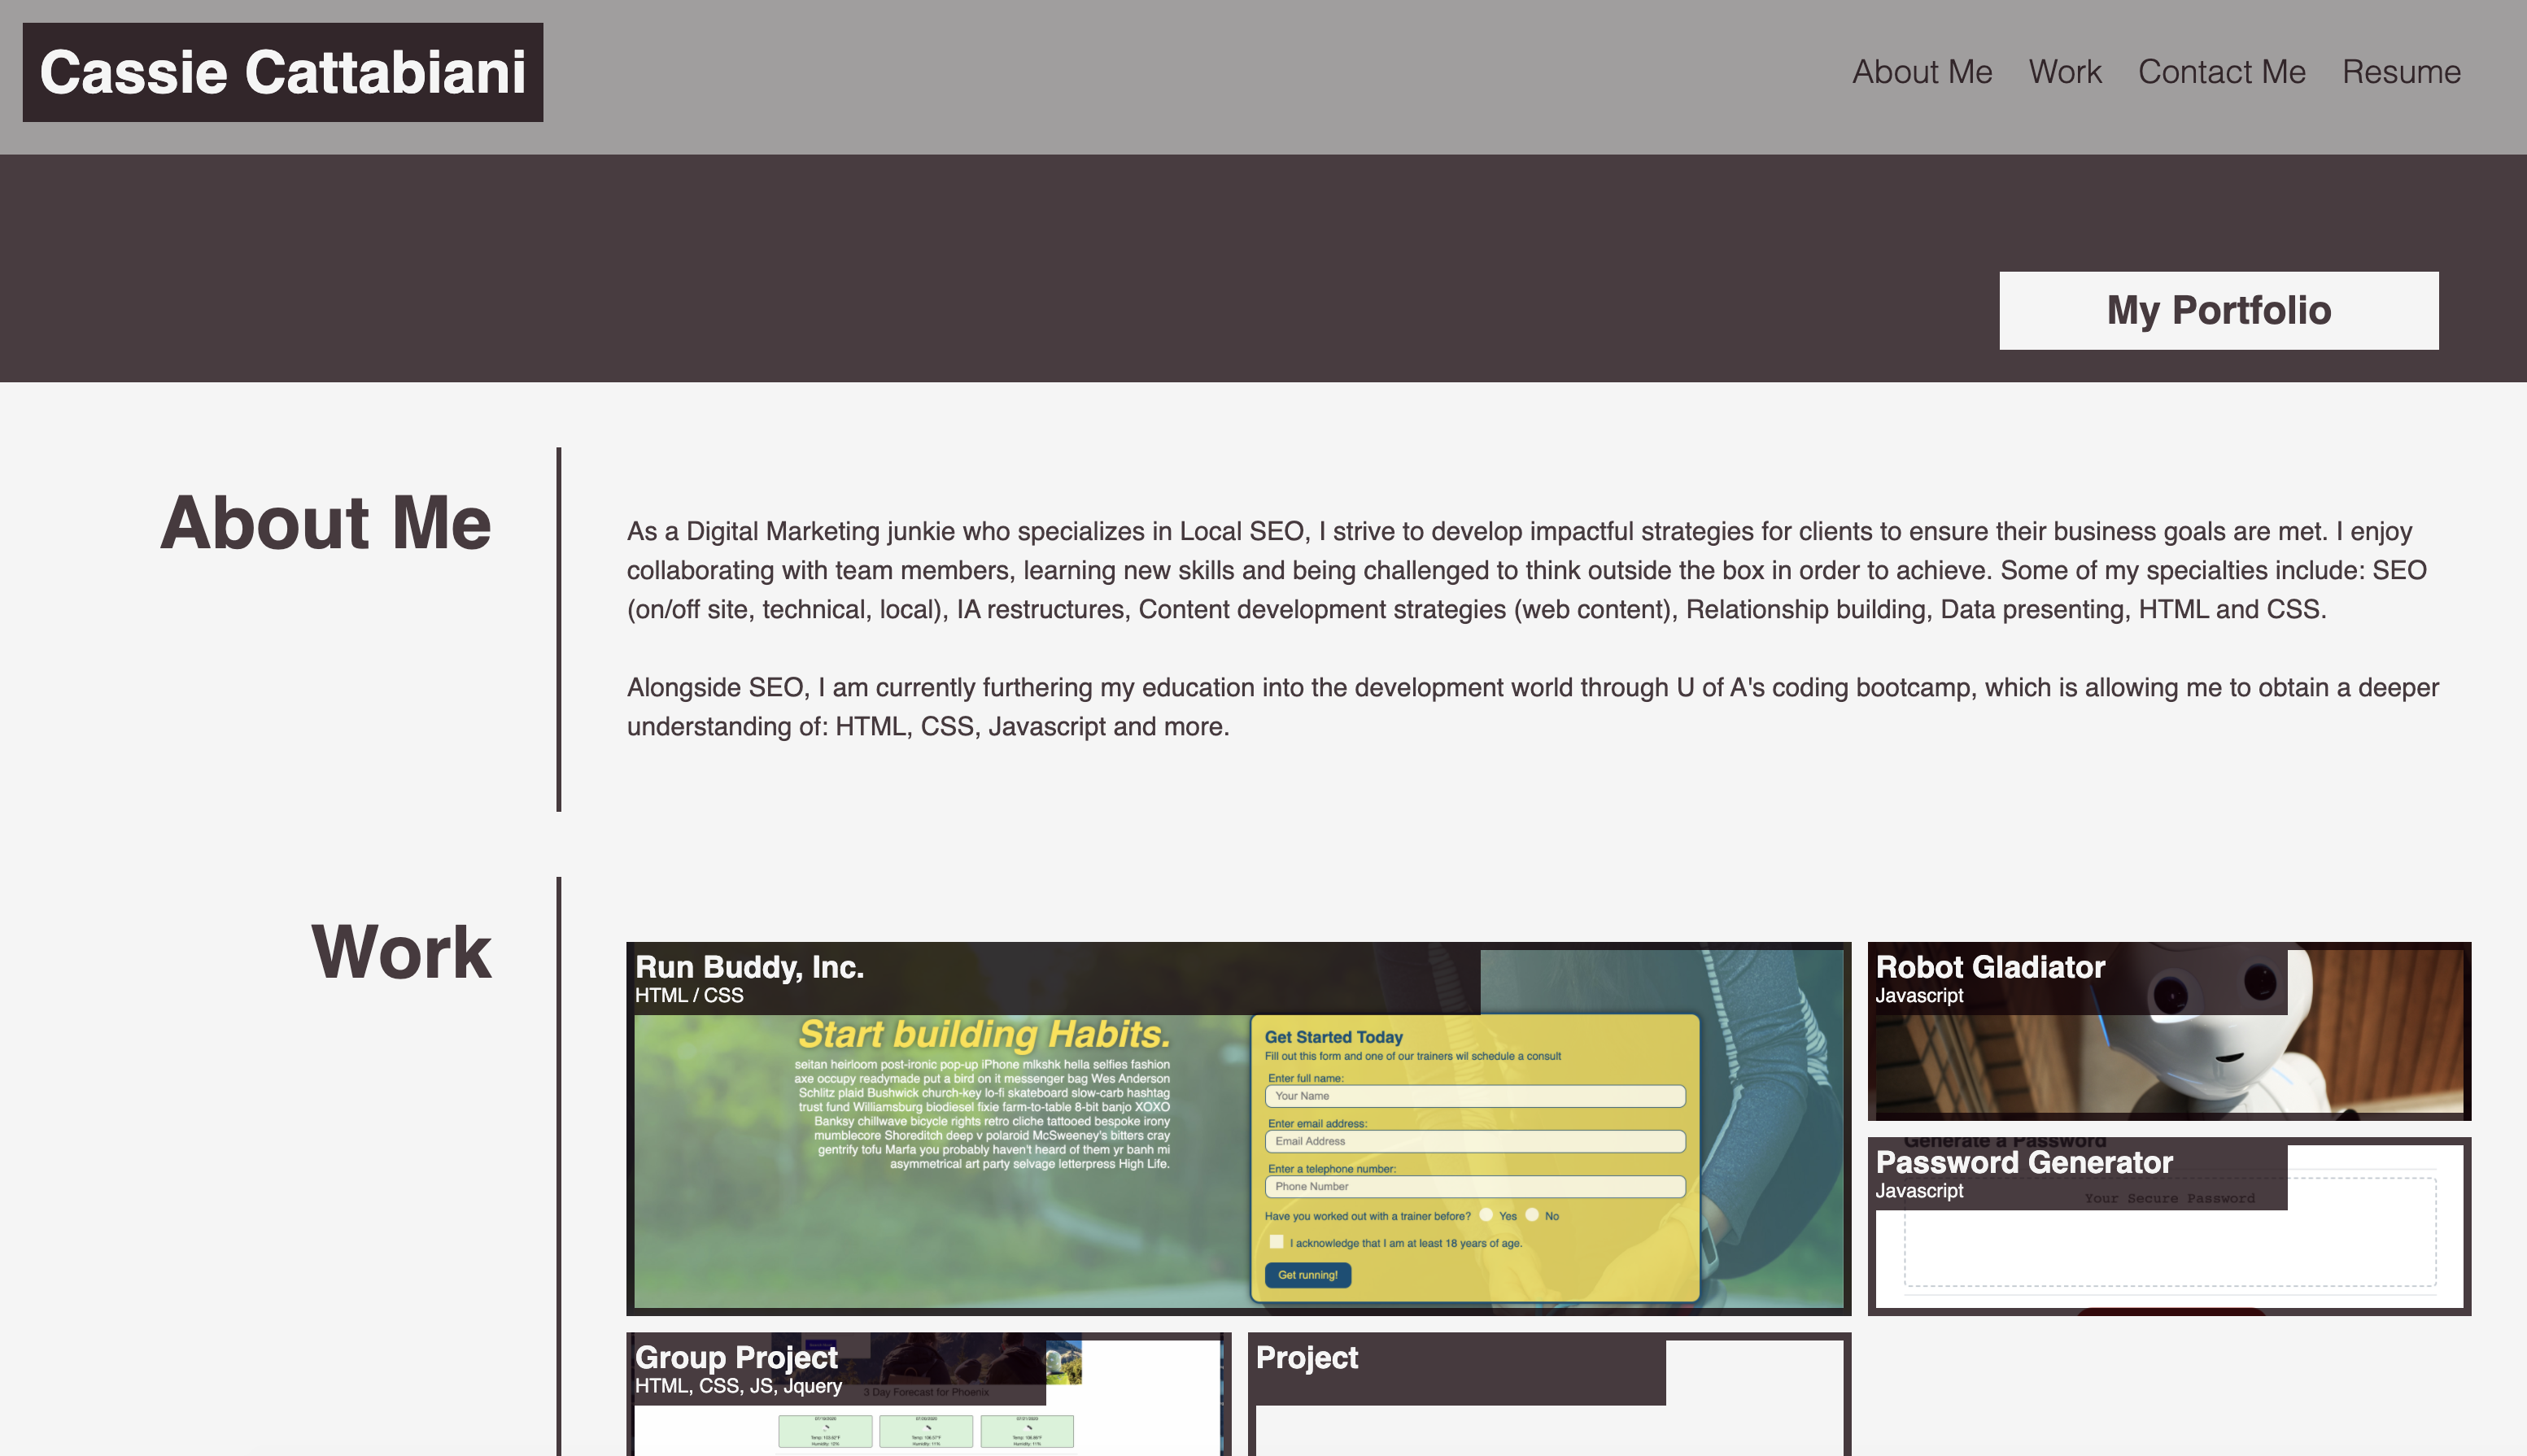 Cassie Cattabiani
About Me Work Contact Me Resume
My Portfolio
About Me
As a Digital Marketing junkie who specializes in Local SEO, I strive to develop impactful strategies for clients to ensure their business goals are met. I enjoy
collaborating with team members, learning new skills and being challenged to think outside the box in order to achieve. Some of my specialties include: SEO
(on/off site, technical, local), IA restructures, Content development strategies (web content), Relationship building, Data presenting, HTML and CSS.
Alongside SEO, I am currently furthering my education into the development world through U of A's coding bootcamp, which is allowing me to obtain a deeper
understanding of: HTML, CSS, Javascript and more.
Work
Run Buddy, Inc.
HTML / CSS
Start building Habits.
seitan heirloom post-ironic pop-up iPhone mlkshk hella selfies fashion
axe occupy readymade put a bird on it messenger bag Wes Anderson
Schlitz plaid Bushwick church-key lo-fi skateboard slow-carb hashtag
trust fund Williamsburg biodiesel fixie farm-to-table 8-bit banjo XOXO
Banksy chillwave bicycle rights retro cliche tattooed bespoke irony
mumblecore Shoreditch deep v polaroid McSweeney's bitters cray
gentrify tofu Marfa you probably haven't heard of them yr banh mi
asymmetrical art party selvage letterpress High Life.
Get Started Today
Fill out this form and one of our trainers wil schedule a consult
Enter full name:
Your Name
Enter email address:
Email Address
Enter a telephone number:
Phone Number
Have you worked out with a trainer before? Yes No
I acknowledge that I am at least 18 years of age.
Get running!
Robot Gladiator
Javascript
Generate a Password
Password Generator
Javascript
Your Secure Password
Group Project
HTML, CSS, JS, Jquery
3 Day Forecast for Phoenix
Project